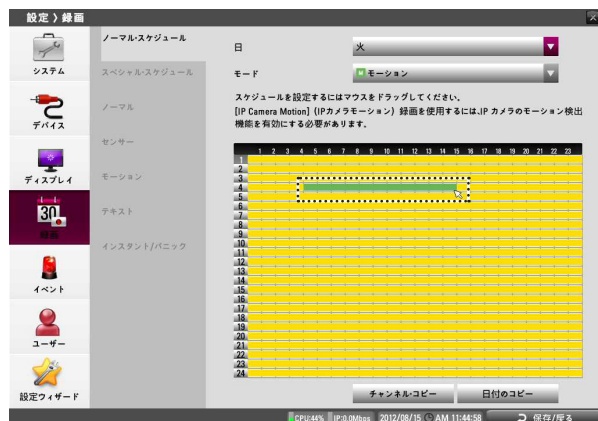 設定 〉録画
ノーマル・スケジュール
スペシャル・スケジュール
ノーマル
センサー
モーション
テキスト
インスタント/パニック
システム
デバイス
ディスプレイ
30
録画
イベント
ユーザー
設定ウィザード
日
火
モード
M モーション
スケジュールを設定するにはマウスをドラッグしてください。
[IP Camera Motion] (IPカメラモーション) 録画を使用するには、IP カメラのモーション検出
機能を有効にする必要があります。
1 2 3 4 5 6 7 8 9 10 11 12 13 14 15 16 17 18 19 20 21 22 23
1
2
3
4
5
6
7
8
9
10
11
12
13
14
15
16
17
18
19
20
21
22
23
24
チャンネル・コピー
日付のコピー
CPU:44% IP:0.0Mbps 2012/08/15 AM 11:44:58 保存/戻る